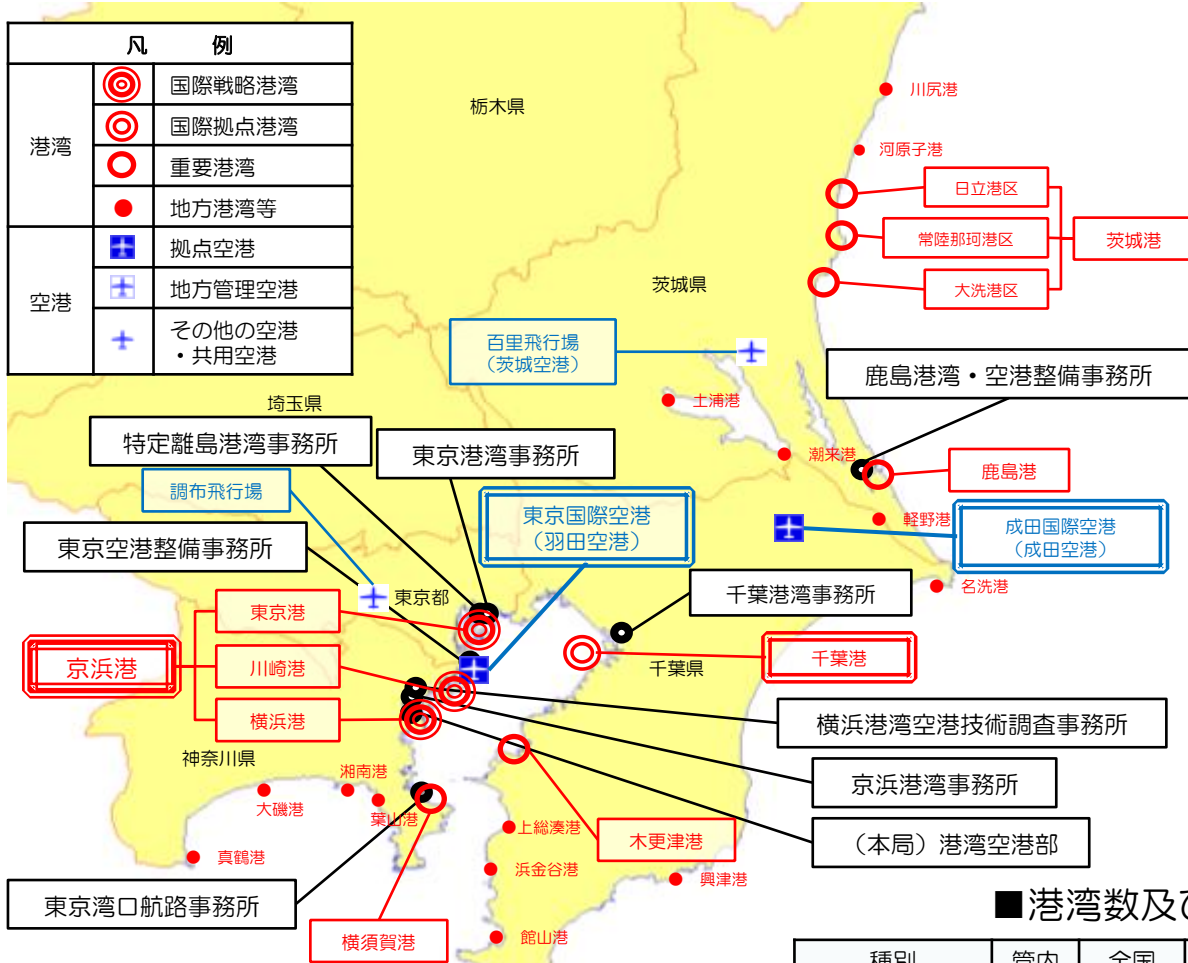 凡 例
港湾
国際戦略港湾
国際拠点港湾
重要港湾
地方港湾等
空港
拠点空港
地方管理空港
その他の空港
・共用空港
栃木県
川尻港
河原子港
日立港区
常陸那珂港区
茨城港
大洗港区
茨城県
百里飛行場
(茨城空港)
鹿島港湾・空港整備事務所
埼玉県
土浦港
特定離島港湾事務所
東京港湾事務所
潮来港
鹿島港
調布飛行場
東京国際空港
(羽田空港)
軽野港
成田国際空港
(成田空港)
東京空港整備事務所
名洗港
千葉港湾事務所
東京都
東京港
京浜港
川崎港
千葉港
千葉県
横浜港
横浜港湾空港技術調査事務所
神奈川県
湘南港
京浜港湾事務所
大磯港
葉山港
上総湊港
木更津港
(本局)港湾空港部
真鶴港
浜金谷港
興津港
東京湾口航路事務所
横須賀港
館山港
■港湾数及び
種別 管内 全国